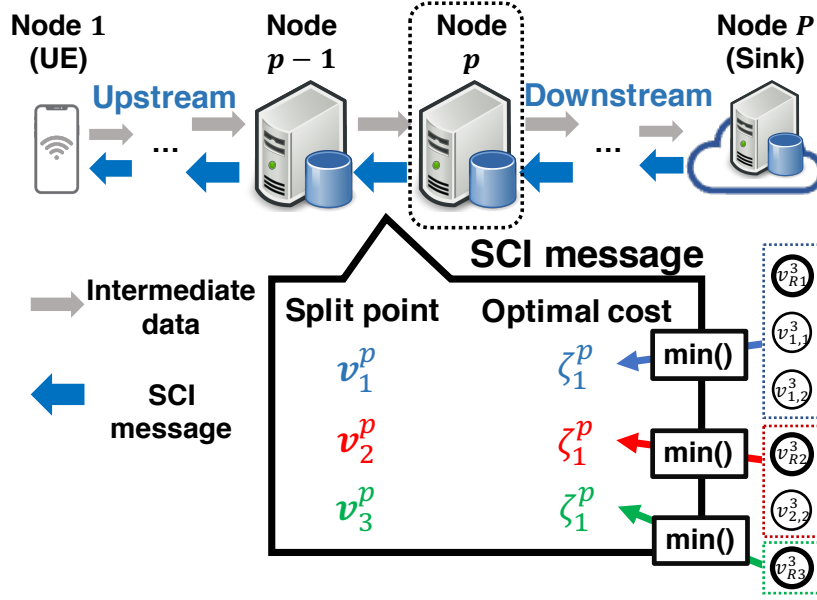 Node 1
(UE)
Node
p − 1
Node
p
Node P
(Sink)
Upstream
Downstream
...
...
SCI message
Intermediate
data
SCI
message
Split point
Optimal cost
v_1^p
ζ_1^p
min()
v_2^p
ζ_1^p
min()
v_3^p
ζ_1^p
min()
v_{R1}^3
v_{1,1}^3
v_{1,2}^3
v_{R2}^3
v_{2,2}^3
v_{R3}^3